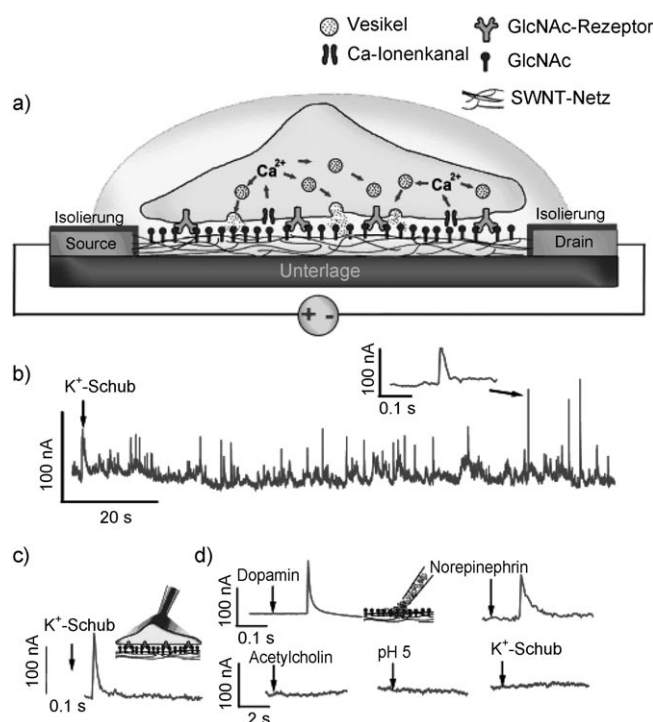 Vesikel
GlcNAc-Rezeptor
Ca-Ionenkanal
GlcNAc
SWNT-Netz
a)
Ca²⁺
Ca²⁺
Isolierung
Isolierung
Source
Drain
Unterlage
+ -
b)
K⁺-Schub
100 nA
0.1 s
100 nA
20 s
c)
K⁺-Schub
100 nA
0.1 s
d)
Dopamin
Norepinephrin
100 nA
0.1 s
Acetylcholin
pH 5
K⁺-Schub
100 nA
2 s